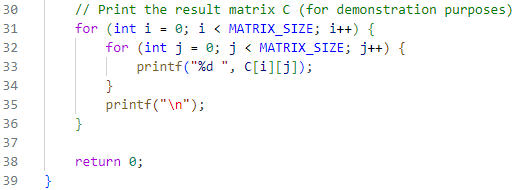 30 // Print the result matrix C (for demonstration purposes)
31 for (int i = 0; i < MATRIX_SIZE; i++) {
32 for (int j = 0; j < MATRIX_SIZE; j++) {
33 printf("%d ", C[i][j]);
34 }
35 printf("\n");
36 }
37
38 return 0;
39 }